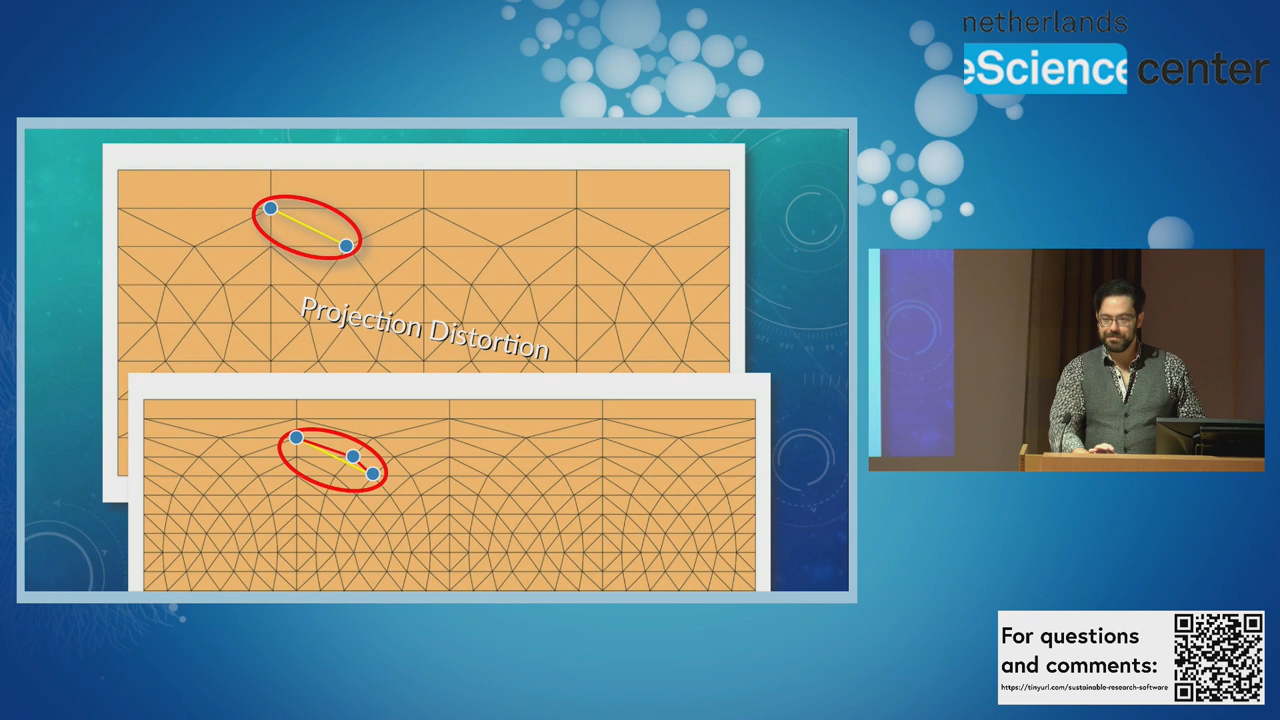 netherlands
eScience center
Projection Distortion
For questions
and comments:
https://tinyurl.com/sustainable-research-software